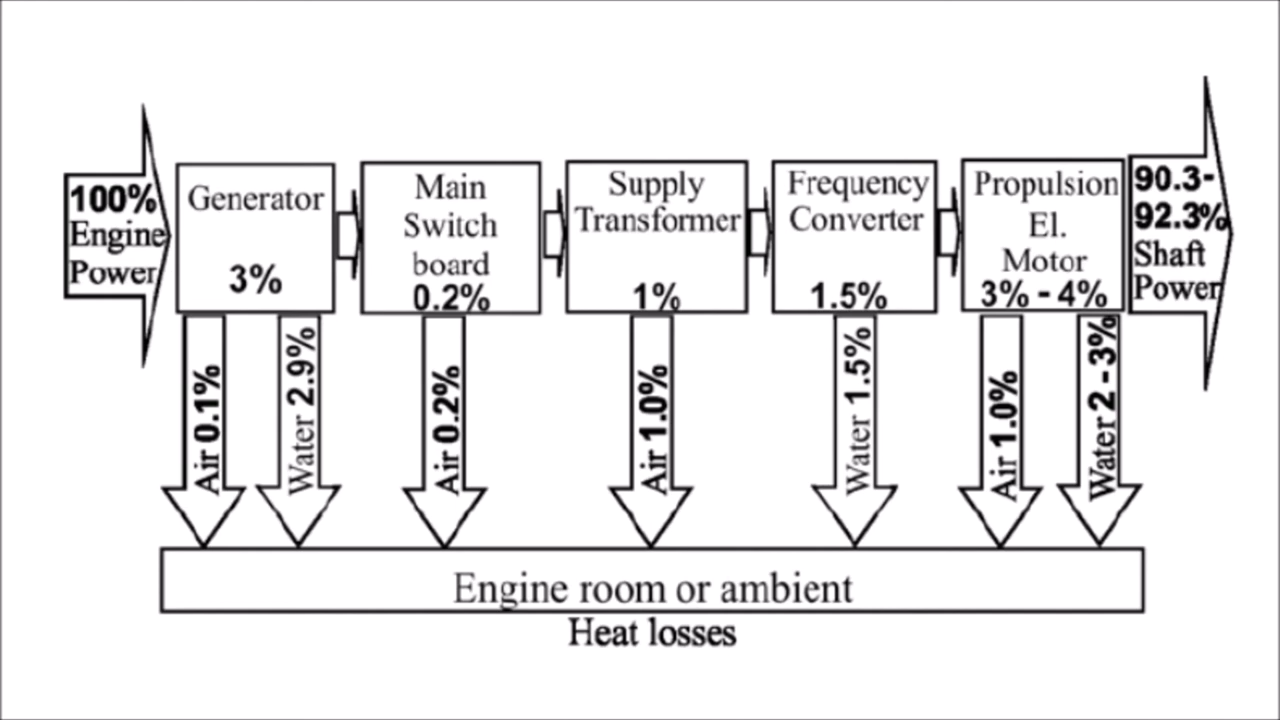 100%
Engine
Power
Generator
3%
Main
Switch
board
0.2%
Supply
Transformer
1%
Frequency
Converter
1.5%
Propulsion
El.
Motor
3% - 4%
90.3-
92.3%
Shaft
Power
Air 0.1%
Water 2.9%
Air 0.2%
Air 1.0%
Water 1.5%
Air 1.0%
Water 2 - 3%
Engine room or ambient
Heat losses